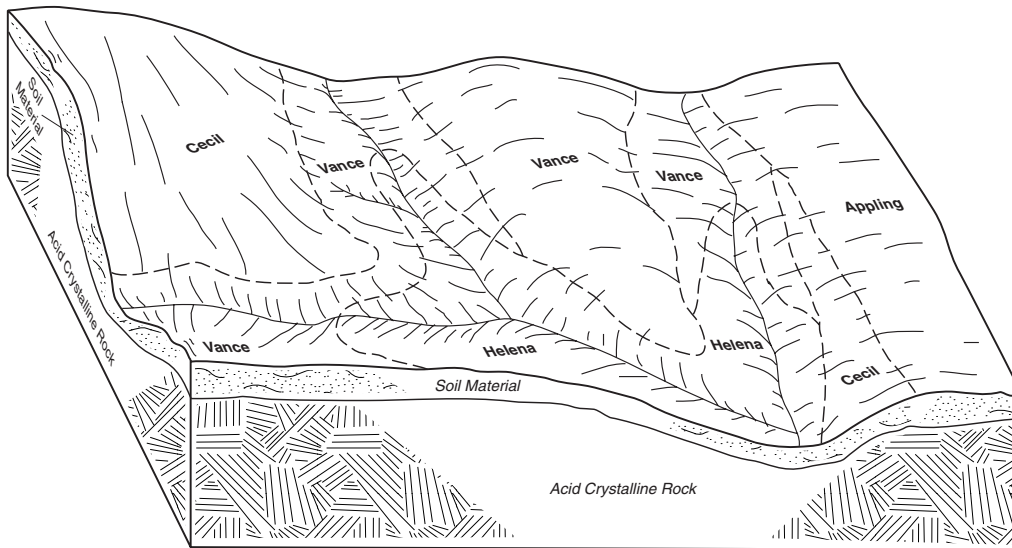 Soil
Material
Cecil
Vance
Vance
Vance
Appling
Acid Crystalline Rock
Vance
Helena
Helena
Cecil
Soil Material
Acid Crystalline Rock